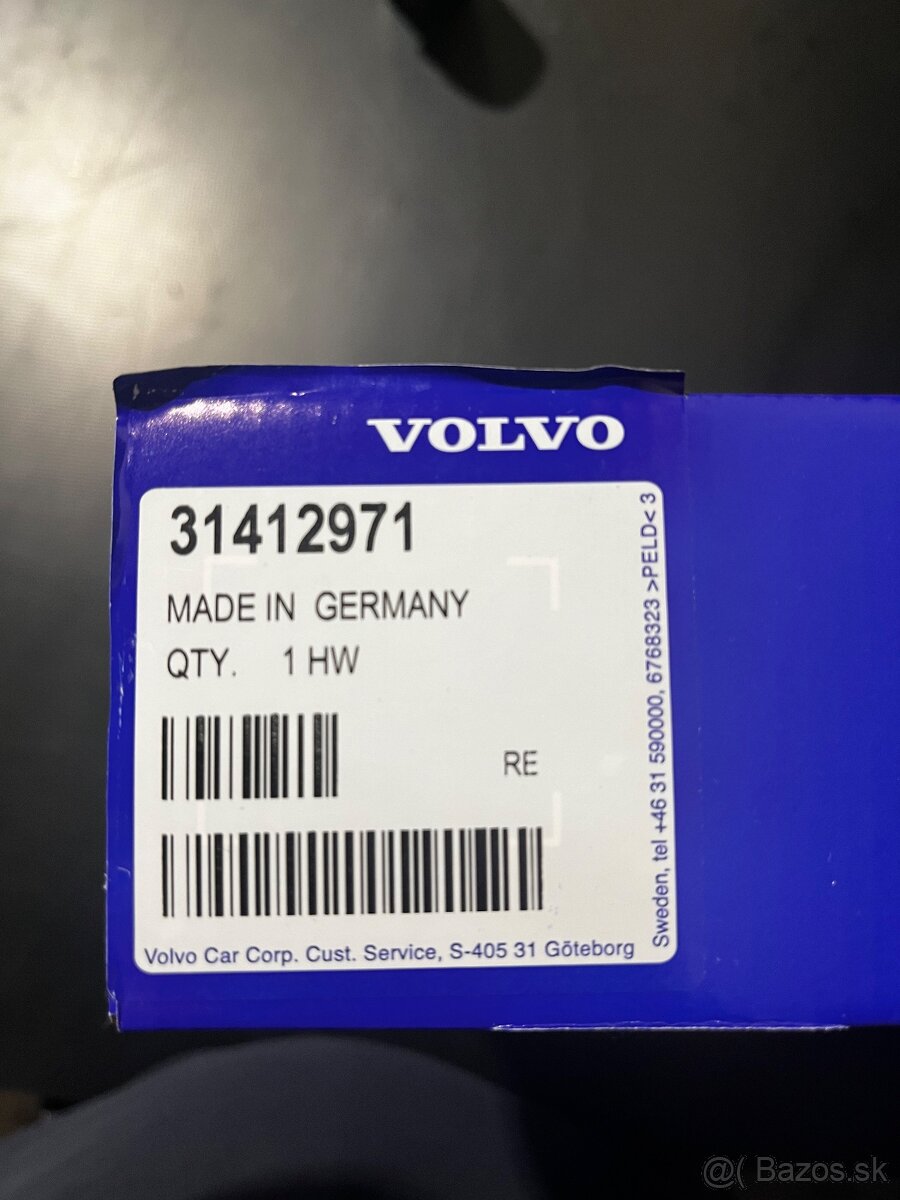 VOLVO
31412971
MADE IN GERMANY
QTY. 1 HW
RE
Volvo Car Corp. Cust. Service, S-405 31 Göteborg
Sweden, tel +46 31 590000, 6768323 >PELD< 3
@( Bazos.sk